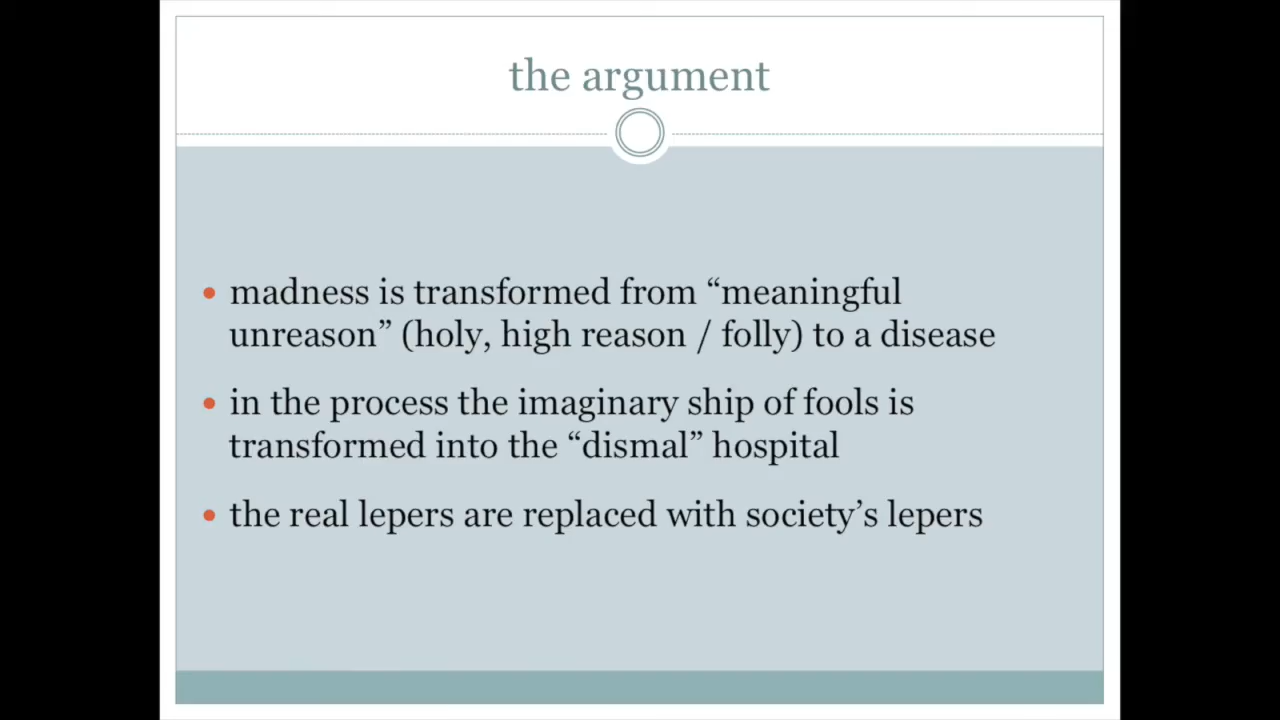 the argument
madness is transformed from “meaningful
unreason” (holy, high reason / folly) to a disease
in the process the imaginary ship of fools is
transformed into the “dismal” hospital
the real lepers are replaced with society’s lepers